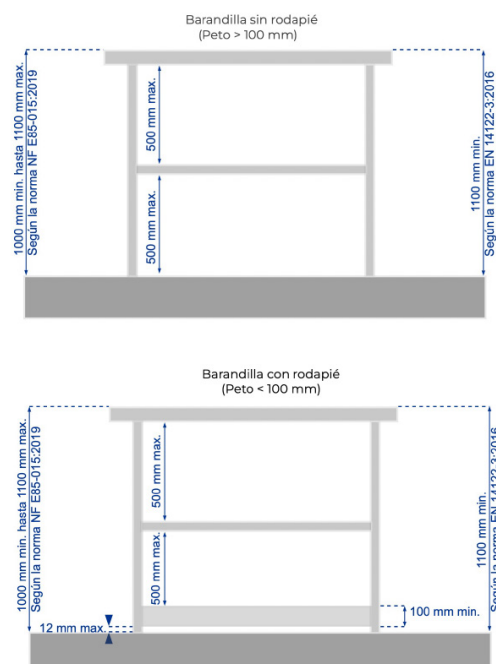 Barandilla sin rodapié
(Peto > 100 mm)
1000 mm min. hasta 1100 mm max.
Según la norma NF E85-015:2019
500 mm max.
500 mm max.
1100 mm min.
Según la norma EN 14122-3:2016
Barandilla con rodapié
(Peto < 100 mm)
1000 mm min. hasta 1100 mm max.
Según la norma NF E85-015:2019
500 mm max.
500 mm max.
1100 mm min.
Según la norma EN 14122-3:2016
100 mm min.
12 mm max.